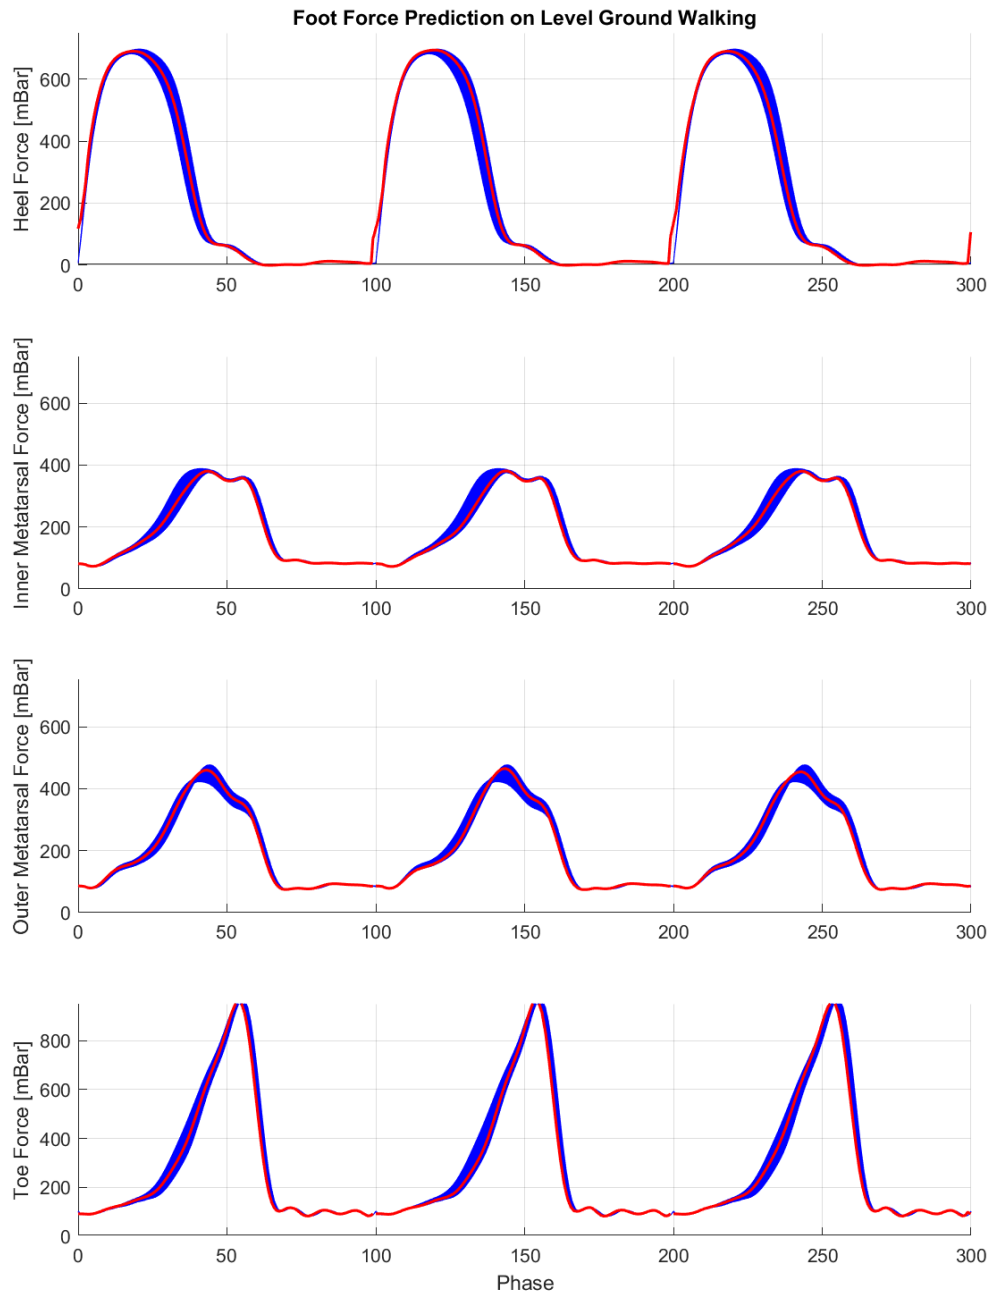 Foot Force Prediction on Level Ground Walking
Heel Force [mBar]
600
400
200
0
0 50 100 150 200 250 300
Inner Metatarsal Force [mBar]
600
400
200
0
0 50 100 150 200 250 300
Outer Metatarsal Force [mBar]
600
400
200
0
0 50 100 150 200 250 300
Toe Force [mBar]
800
600
400
200
0
0 50 100 150 200 250 300
Phase